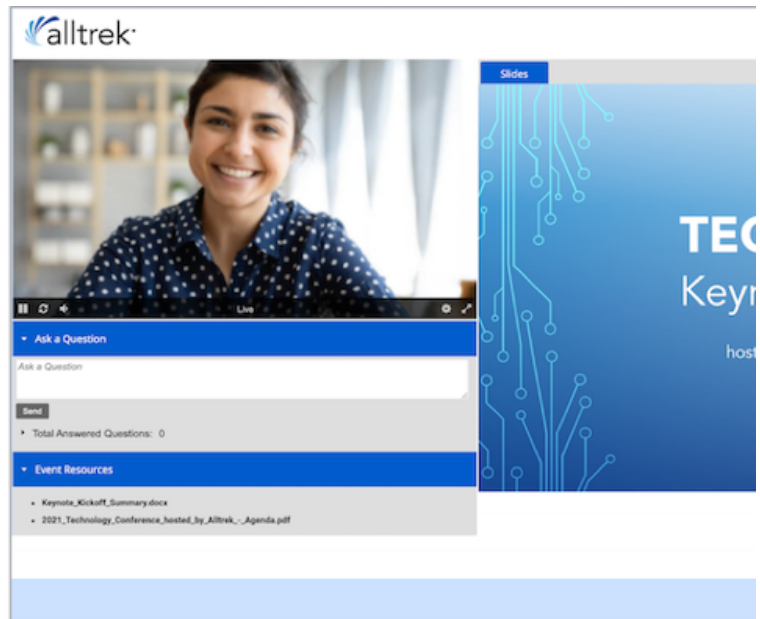 alltrek
Live
Ask a Question
Ask a Question
Send
Total Answered Questions: 0
Event Resources
Keynote_Kickoff_Summary.docx
2021_Technology_Conference_hosted_by_Alltrek_-_Agenda.pdf
Slides
TEC
Keyn
host